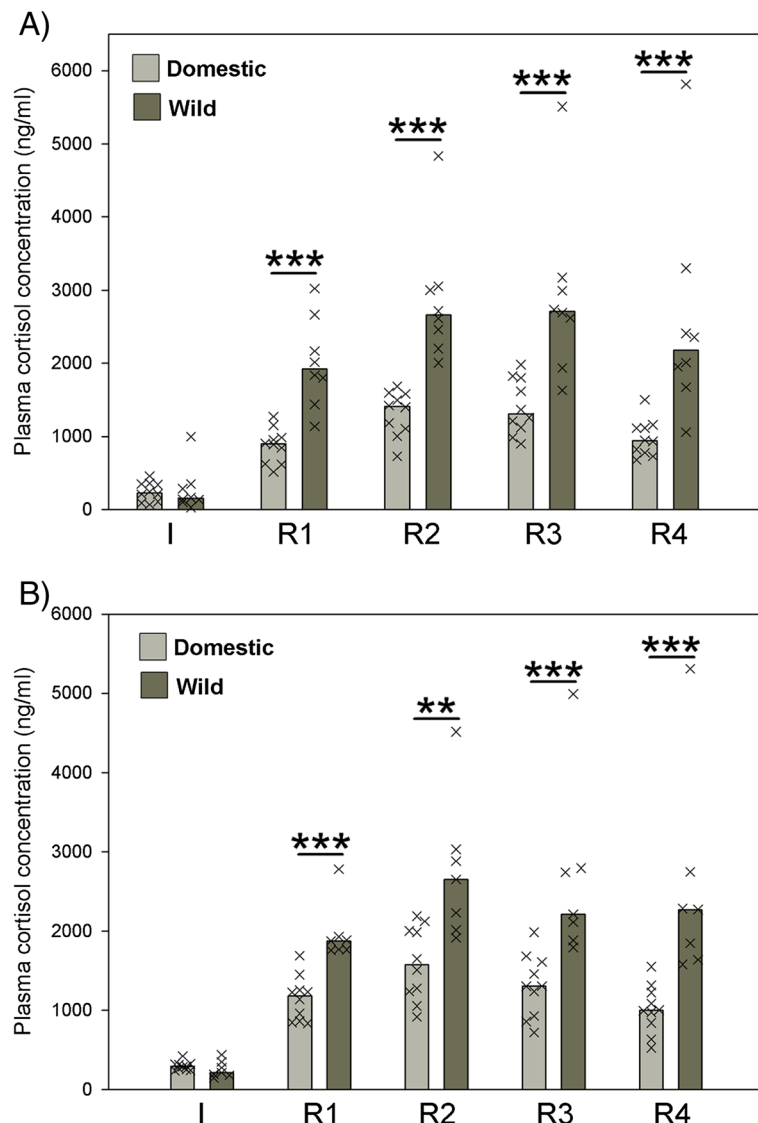 A)
Plasma cortisol concentration (ng/ml)
6000
5000
4000
3000
2000
1000
0
Domestic
Wild
***
***
***
***
I R1 R2 R3 R4
B)
Plasma cortisol concentration (ng/ml)
6000
5000
4000
3000
2000
1000
0
Domestic
Wild
***
**
***
***
I R1 R2 R3 R4